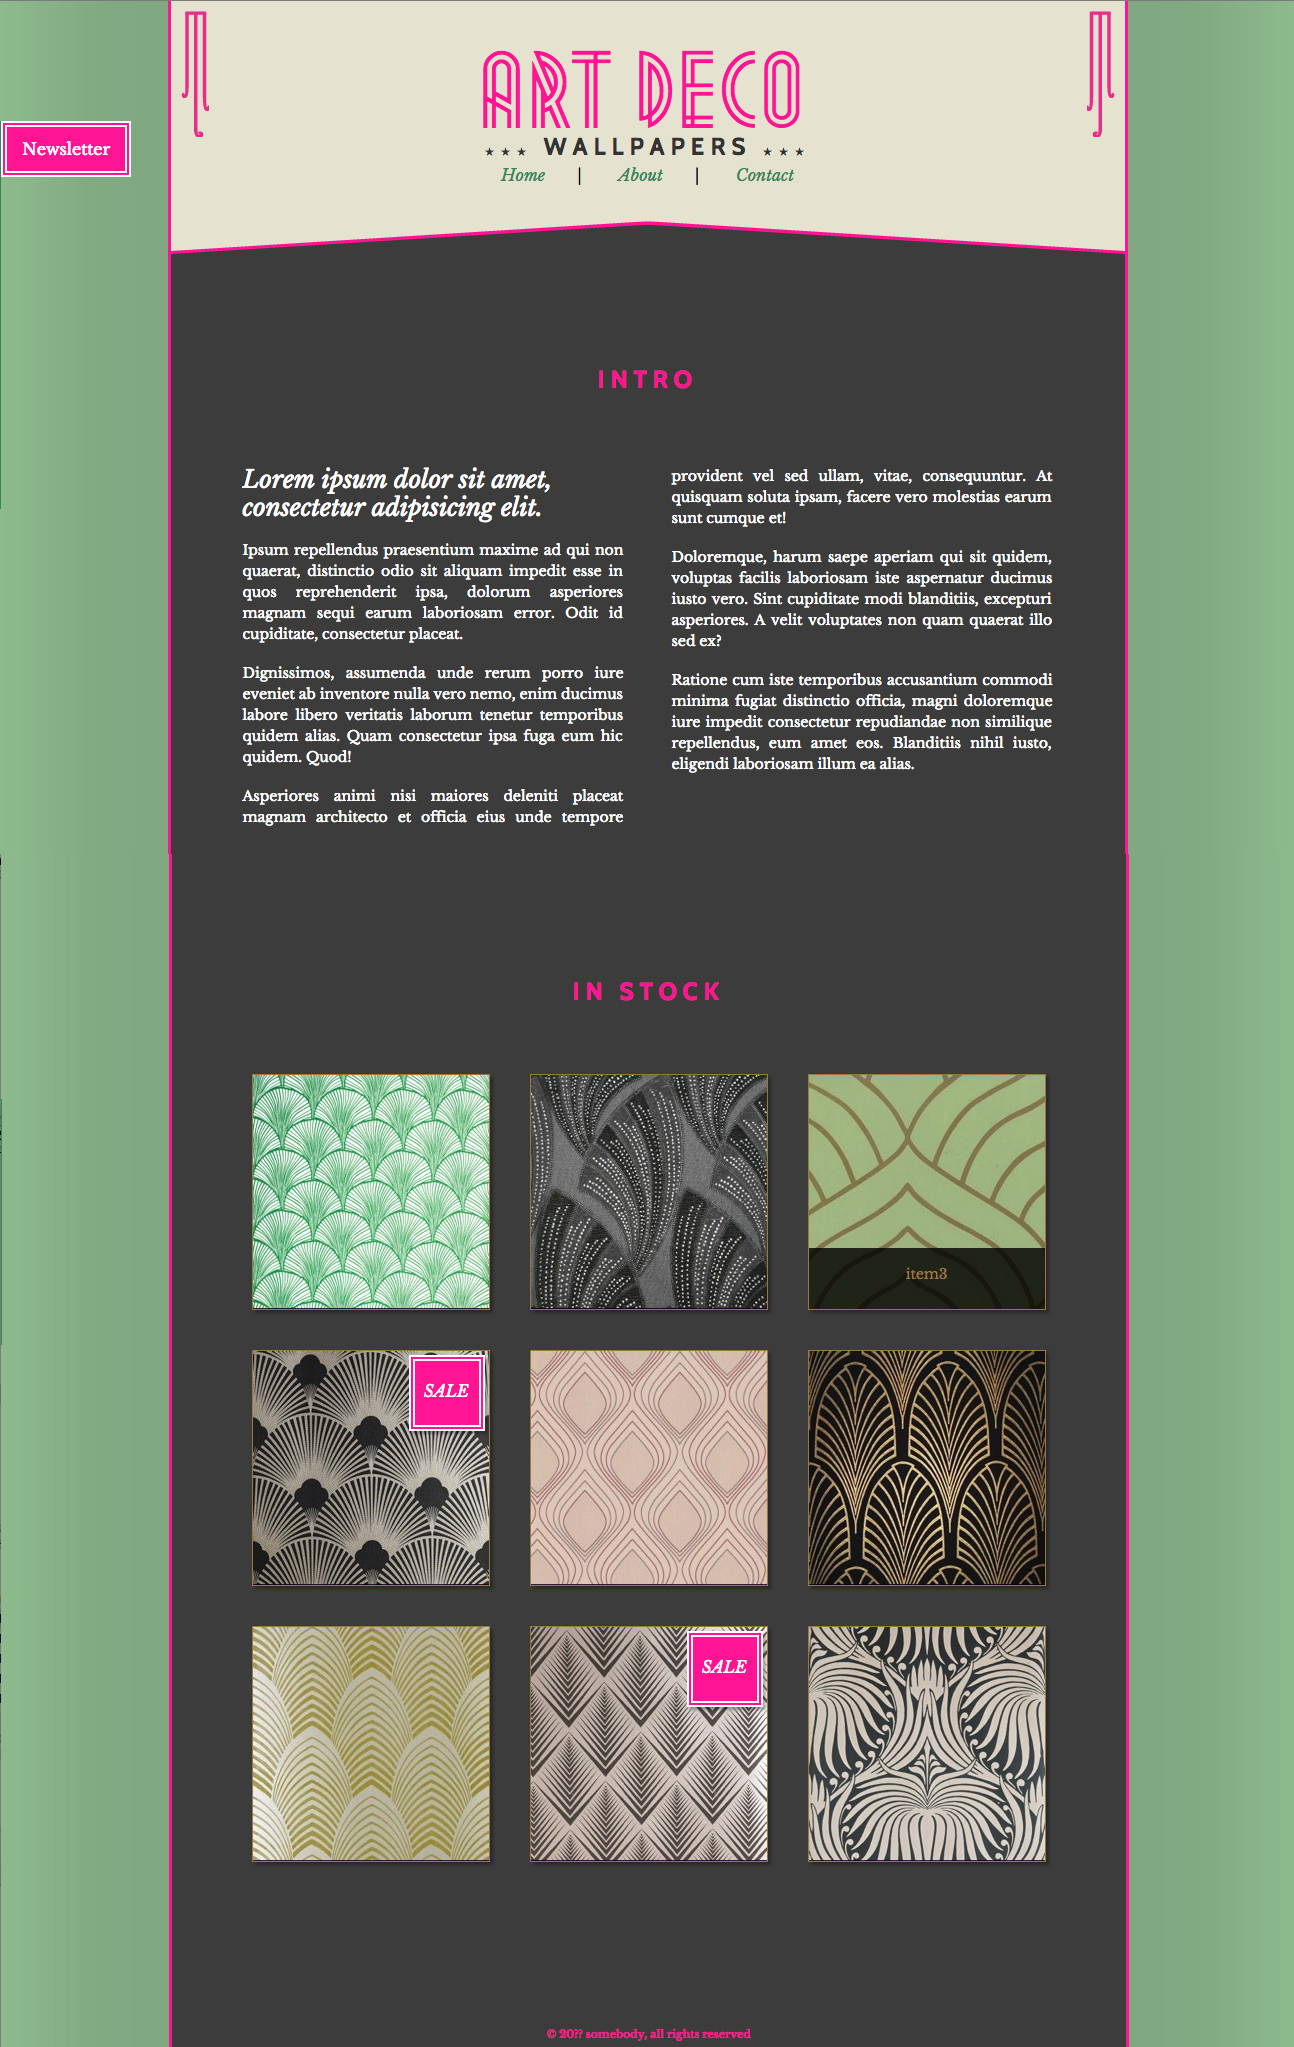 ART DECO
★ ★ ★ WALLPAPERS ★ ★ ★
Home | About | Contact
Newsletter
INTRO
Lorem ipsum dolor sit amet,
consectetur adipisicing elit.
Ipsum repellendus praesentium maxime ad qui non
quaerat, distinctio odio sit aliquam impedit esse in
quos reprehenderit ipsa, dolorum asperiores
magnam sequi earum laboriosam error. Odit id
cupiditate, consectetur placeat.
Dignissimos, assumenda unde rerum porro iure
eveniet ab inventore nulla vero nemo, enim ducimus
labore libero veritatis laborum tenetur temporibus
quidem alias. Quam consectetur ipsa fuga eum hic
quidem. Quod!
Asperiores animi nisi maiores deleniti placeat
magnam architecto et officia eius unde tempore
provident vel sed ullam, vitae, consequuntur. At
quisquam soluta ipsam, facere vero molestias earum
sunt cumque et!
Doloremque, harum saepe aperiam qui sit quidem,
voluptas facilis laboriosam iste aspernatur ducimus
iusto vero. Sint cupiditate modi blanditiis, excepturi
asperiores. A velit voluptates non quam quaerat illo
sed ex?
Ratione cum iste temporibus accusantium commodi
minima fugiat distinctio officia, magni doloremque
iure impedit consectetur repudiandae non similique
repellendus, eum amet eos. Blanditiis nihil iusto,
eligendi laboriosam illum ea alias.
IN STOCK
item3
SALE
SALE
© 20?? somebody, all rights reserved